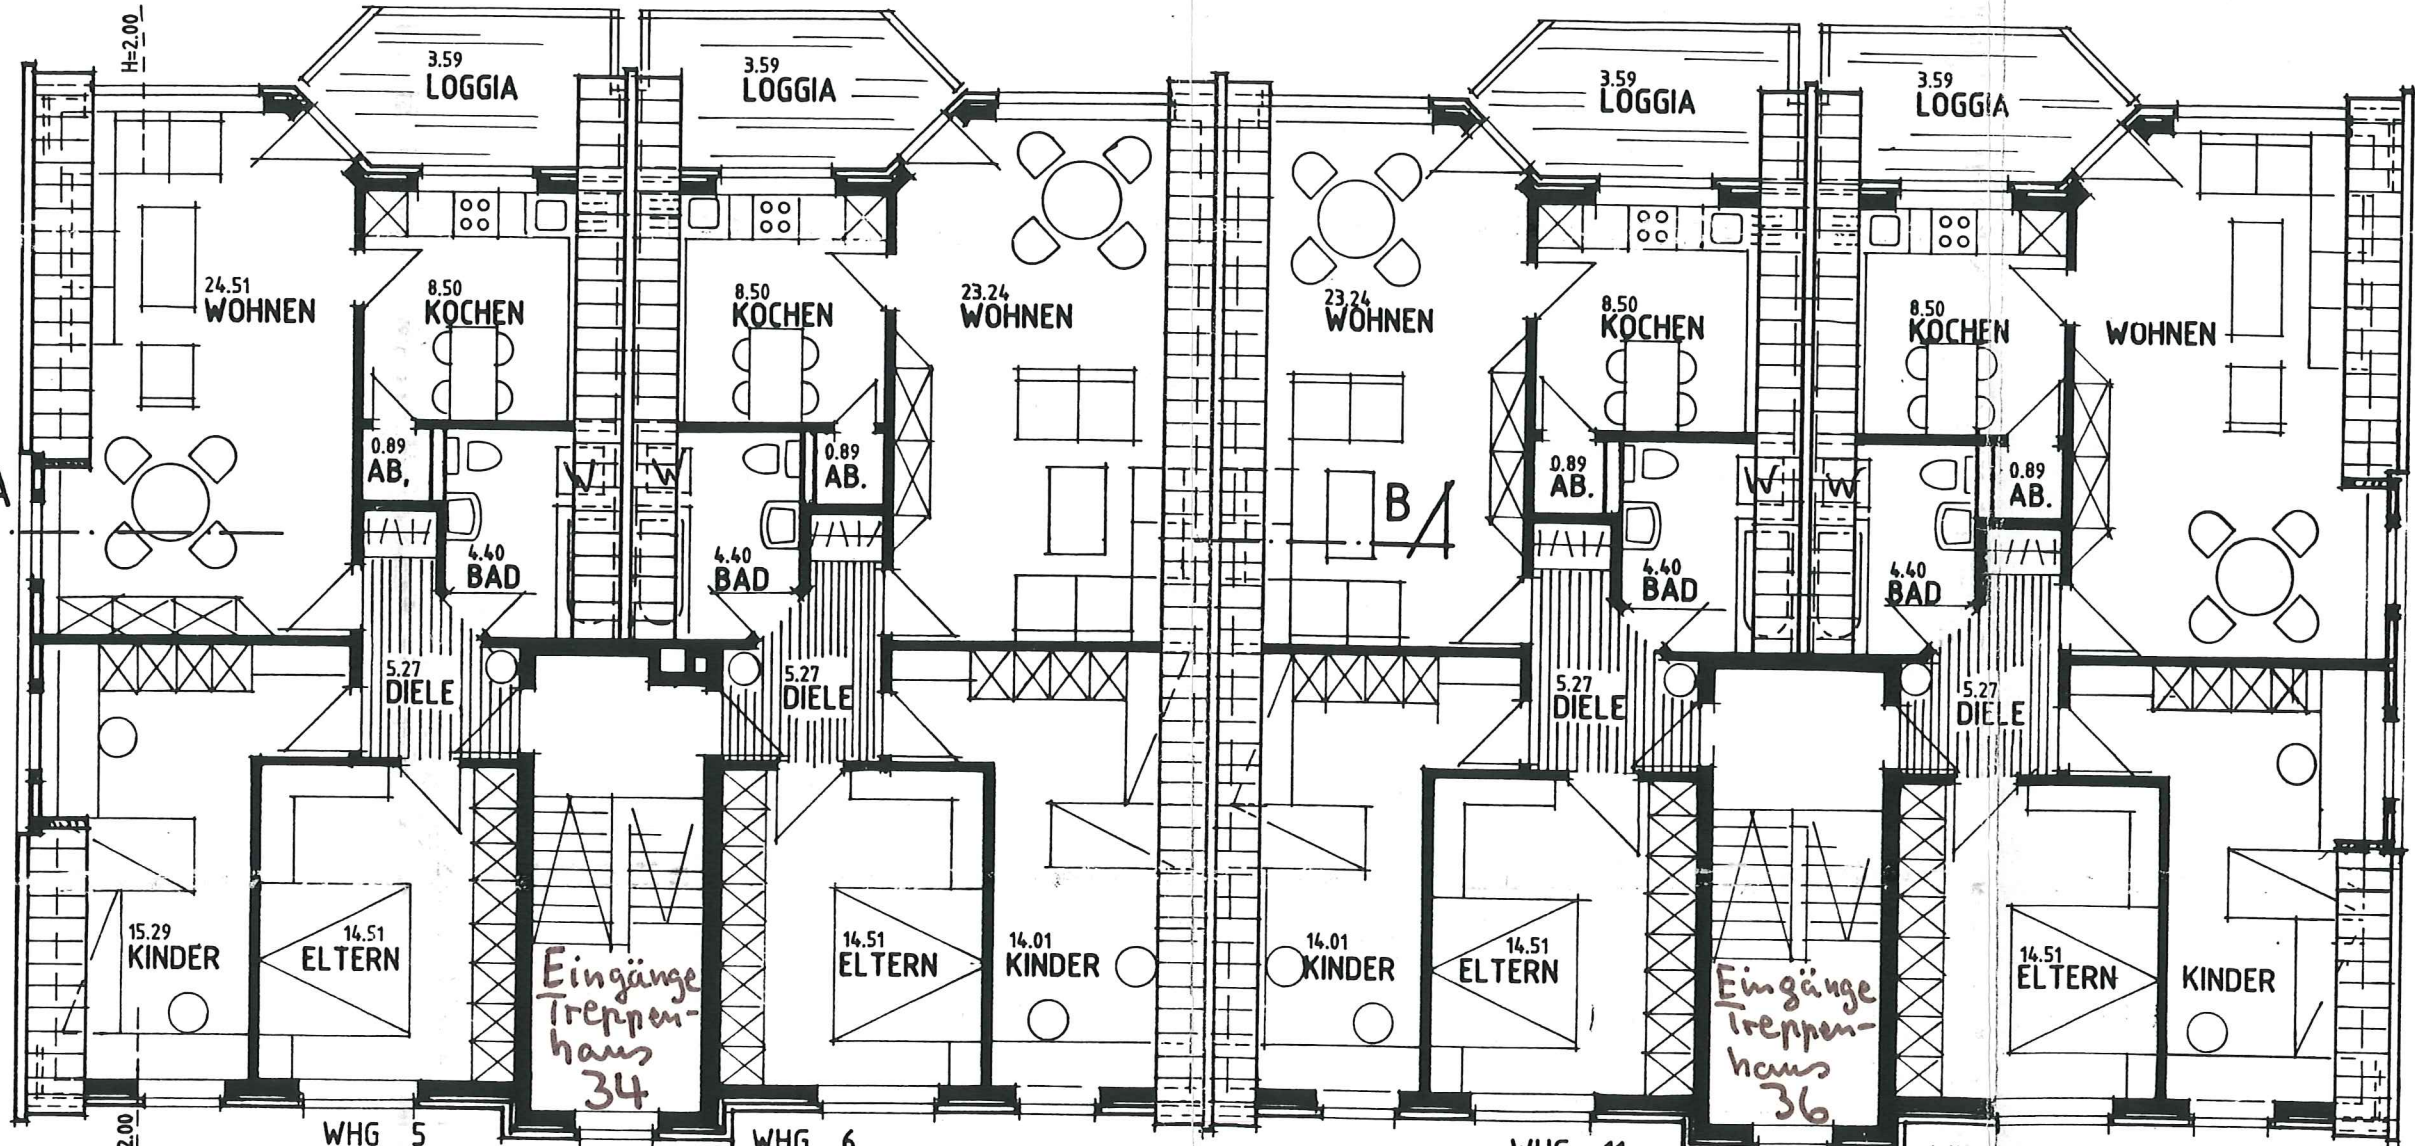 H=2.00
3.59
LOGGIA
3.59
LOGGIA
3.59
LOGGIA
3.59
LOGGIA
24.51
WOHNEN
8.50
KOCHEN
8.50
KOCHEN
23.24
WOHNEN
23.24
WOHNEN
8.50
KOCHEN
8.50
KOCHEN
WOHNEN
0.89
AB.
W
W
0.89
AB.
B
0.89
AB.
W
W
0.89
AB.
4.40
BAD
4.40
BAD
4.40
BAD
4.40
BAD
5.27
DIELE
5.27
DIELE
5.27
DIELE
5.27
DIELE
15.29
KINDER
14.51
ELTERN
Eingänge
Treppen-
haus
34
14.51
ELTERN
14.01
KINDER
14.01
KINDER
14.51
ELTERN
Eingänge
Treppen-
haus
36
14.51
ELTERN
KINDER
2.00
WHG 5
WHG 6
WHG 11